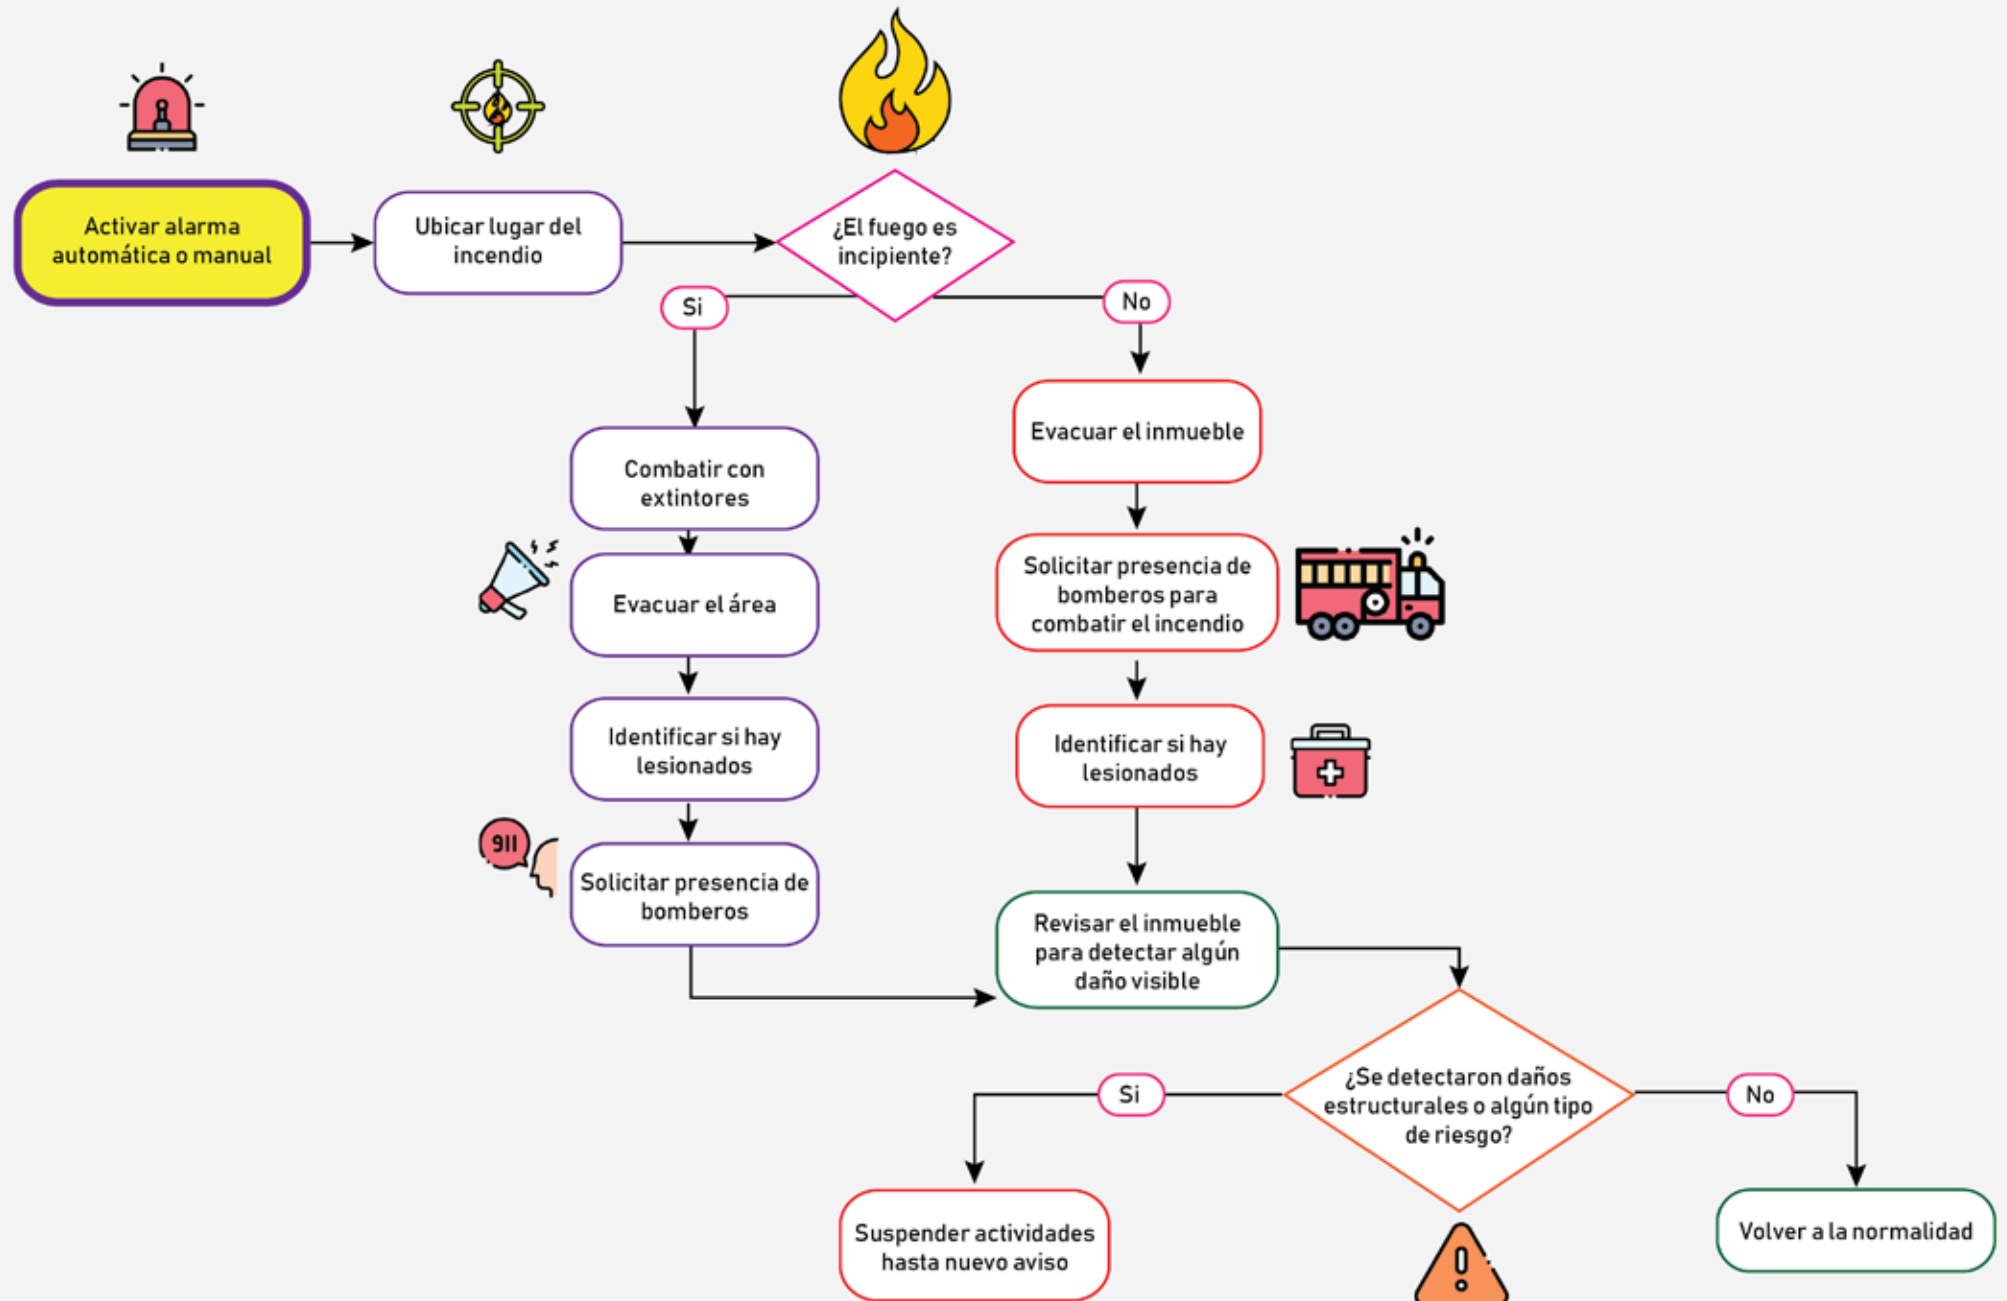 Activar alarma
automática o manual
Ubicar lugar del
incendio
¿El fuego es
incipiente?
Si
No
Combatir con
extintores
Evacuar el área
Identificar si hay
lesionados
911
Solicitar presencia de
bomberos
Evacuar el inmueble
Solicitar presencia de
bomberos para
combatir el incendio
Identificar si hay
lesionados
Revisar el inmueble
para detectar algún
daño visible
¿Se detectaron daños
estructurales o algún tipo
de riesgo?
Si
No
Suspender actividades
hasta nuevo aviso
Volver a la normalidad